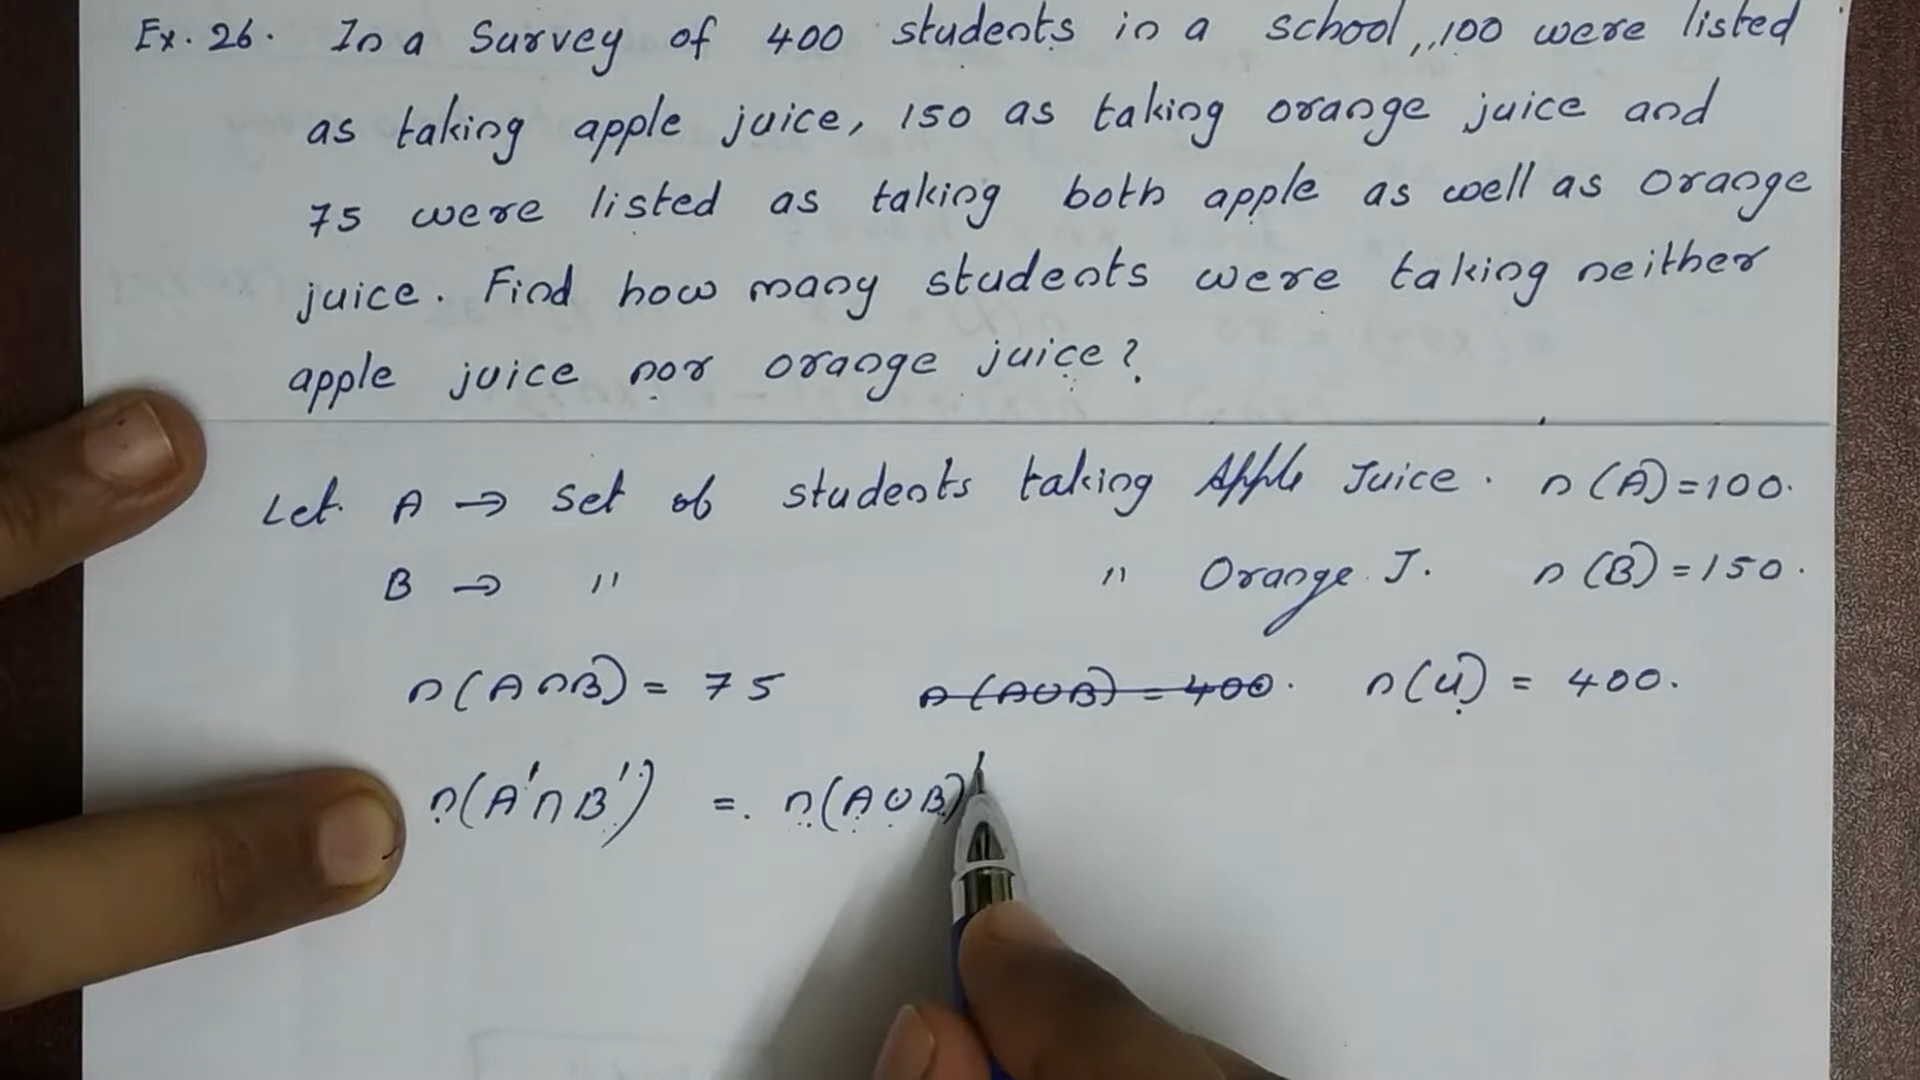 Ex. 26. In a Survey of 400 students in a school, 100 were listed
as taking apple juice, 150 as taking orange juice and
75 were listed as taking both apple as well as orange
juice. Find how many students were taking neither
apple juice nor orange juice?
Let A → set of students taking Apple Juice. n(A)=100.
B → " " Orange J. n(B)=150.
n(A∩B) = 75 n(A∪B) = 400. n(U) = 400.
n(A'∩B') = n(A∪B)'